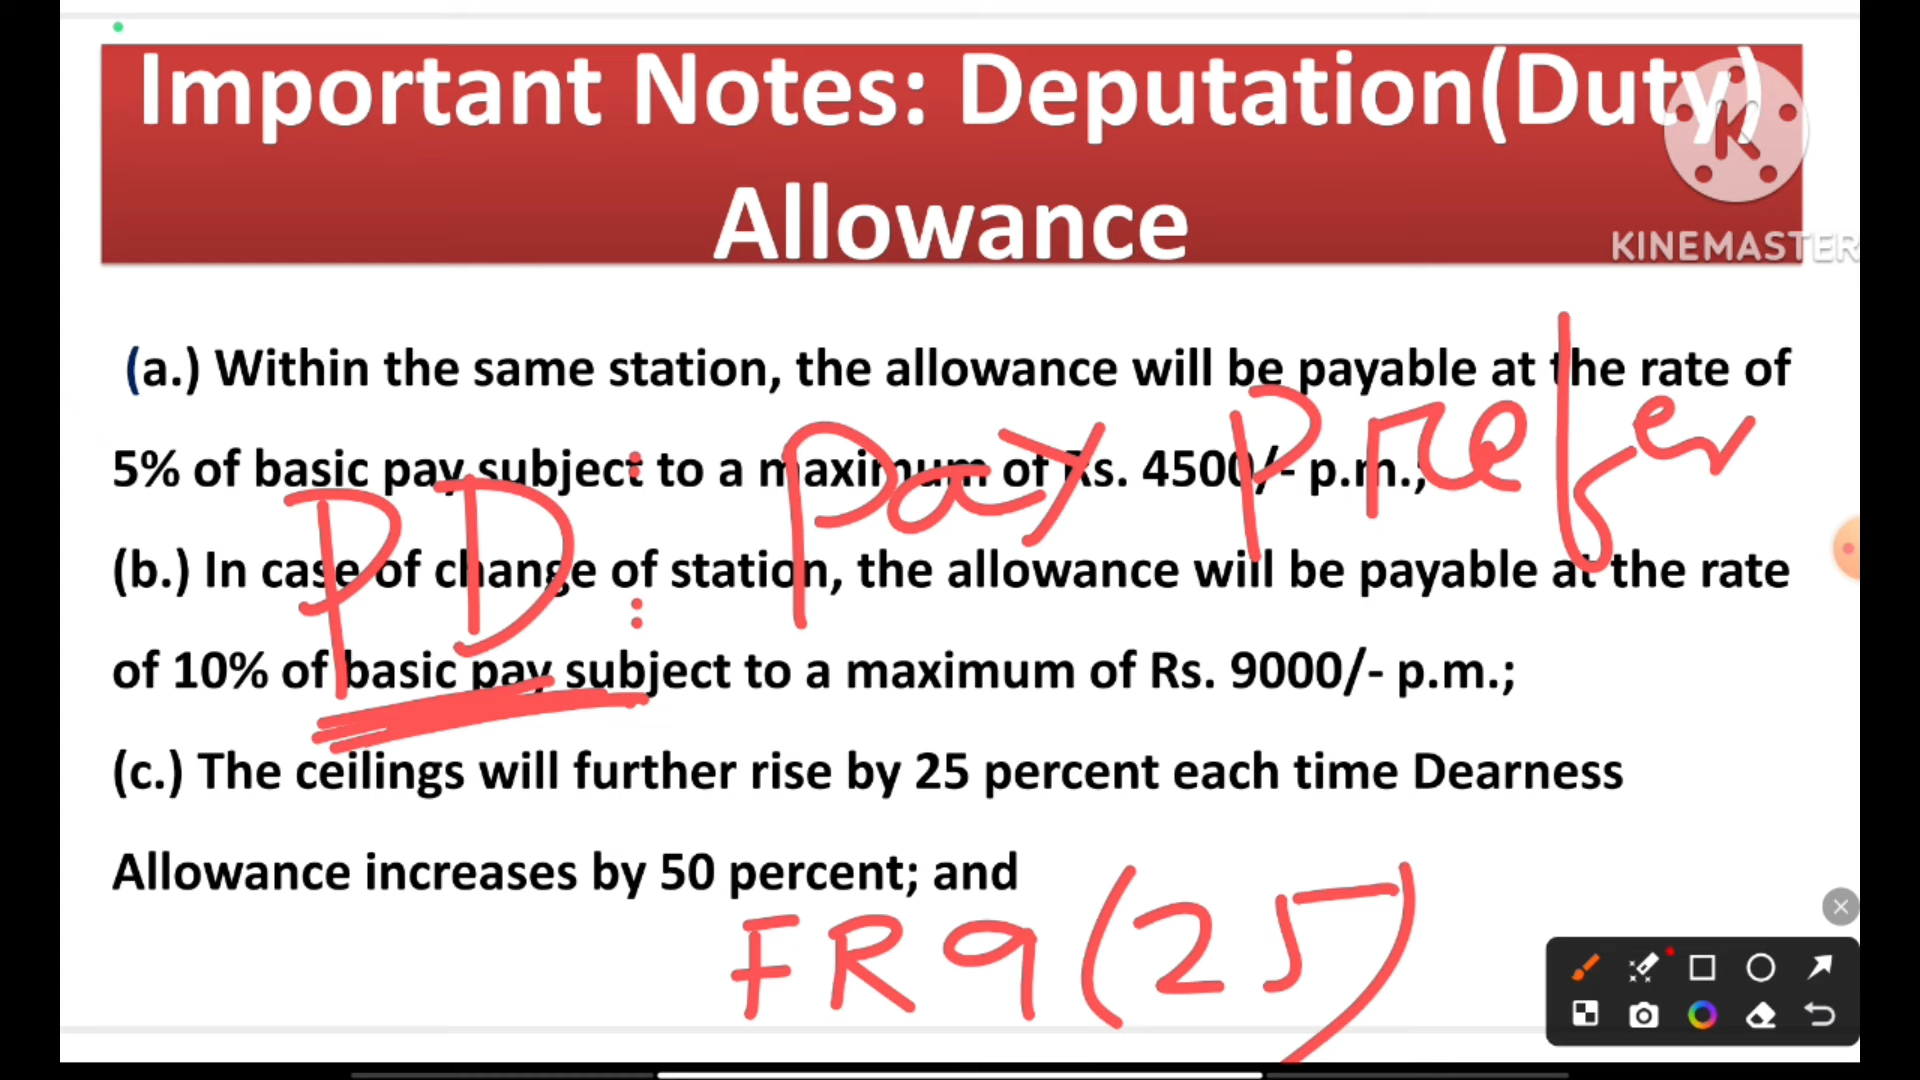 Important Notes: Deputation(Duty)
Allowance
K
KINEMASTER
(a.) Within the same station, the allowance will be payable at the rate of
5% of basic pay subject to a maximum of Rs. 4500/- p.m.;
PD : Pay Prefer
(b.) In case of change of station, the allowance will be payable at the rate
of 10% of basic pay subject to a maximum of Rs. 9000/- p.m.;
(c.) The ceilings will further rise by 25 percent each time Dearness
Allowance increases by 50 percent; and
FR 9 (25)